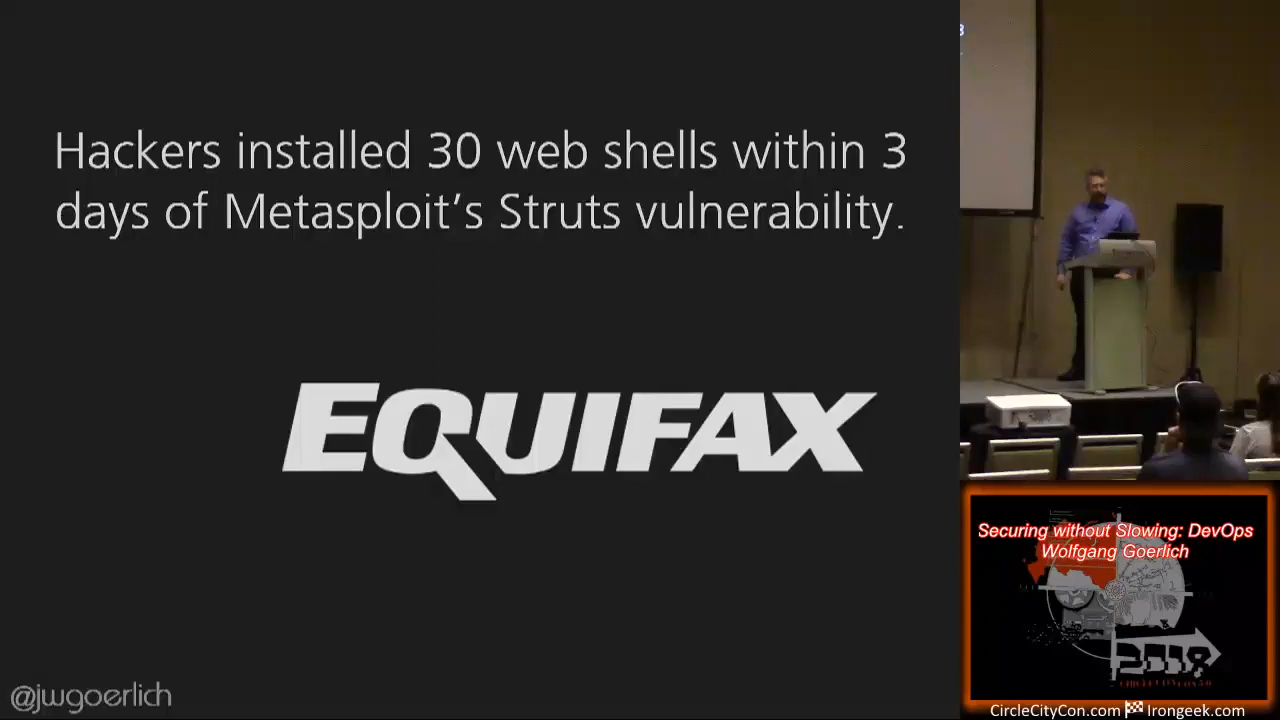 Hackers installed 30 web shells within 3
days of Metasploit’s Struts vulnerability.
EQUIFAX
@jwgoerlich
Securing without Slowing: DevOps
Wolfgang Goerlich
2018
CircleCityCon.com Irongeek.com